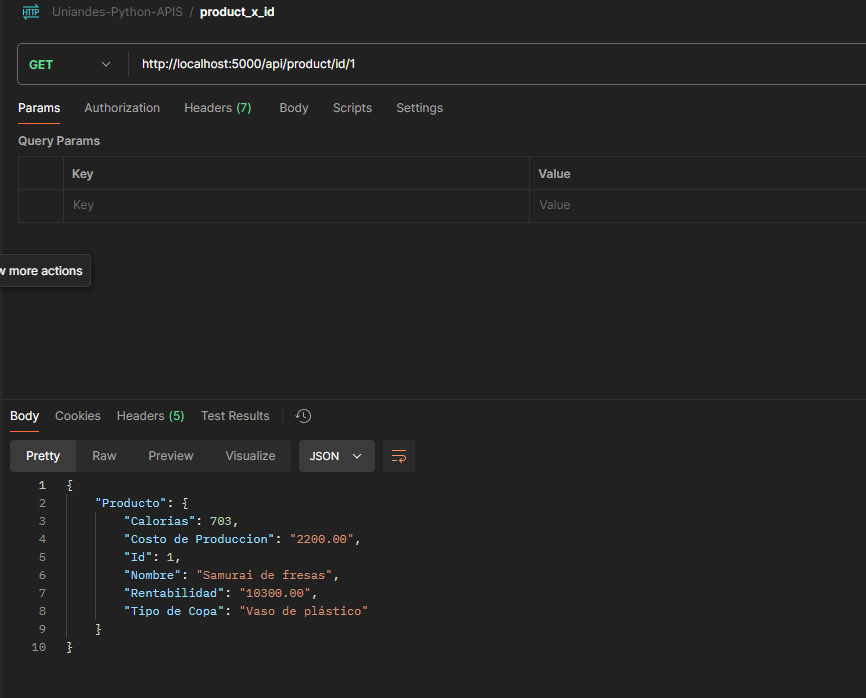 HTTP Uniandes-Python-APIS / product_x_id
GET http://localhost:5000/api/product/id/1
Params Authorization Headers (7) Body Scripts Settings
Query Params
Key Value
Key Value
w more actions
Body Cookies Headers (5) Test Results
Pretty Raw Preview Visualize JSON
1 {
2 "Producto": {
3 "Calorias": 703,
4 "Costo de Produccion": "2200.00",
5 "Id": 1,
6 "Nombre": "Samurai de fresas",
7 "Rentabilidad": "10300.00",
8 "Tipo de Copa": "Vaso de plástico"
9 }
10 }